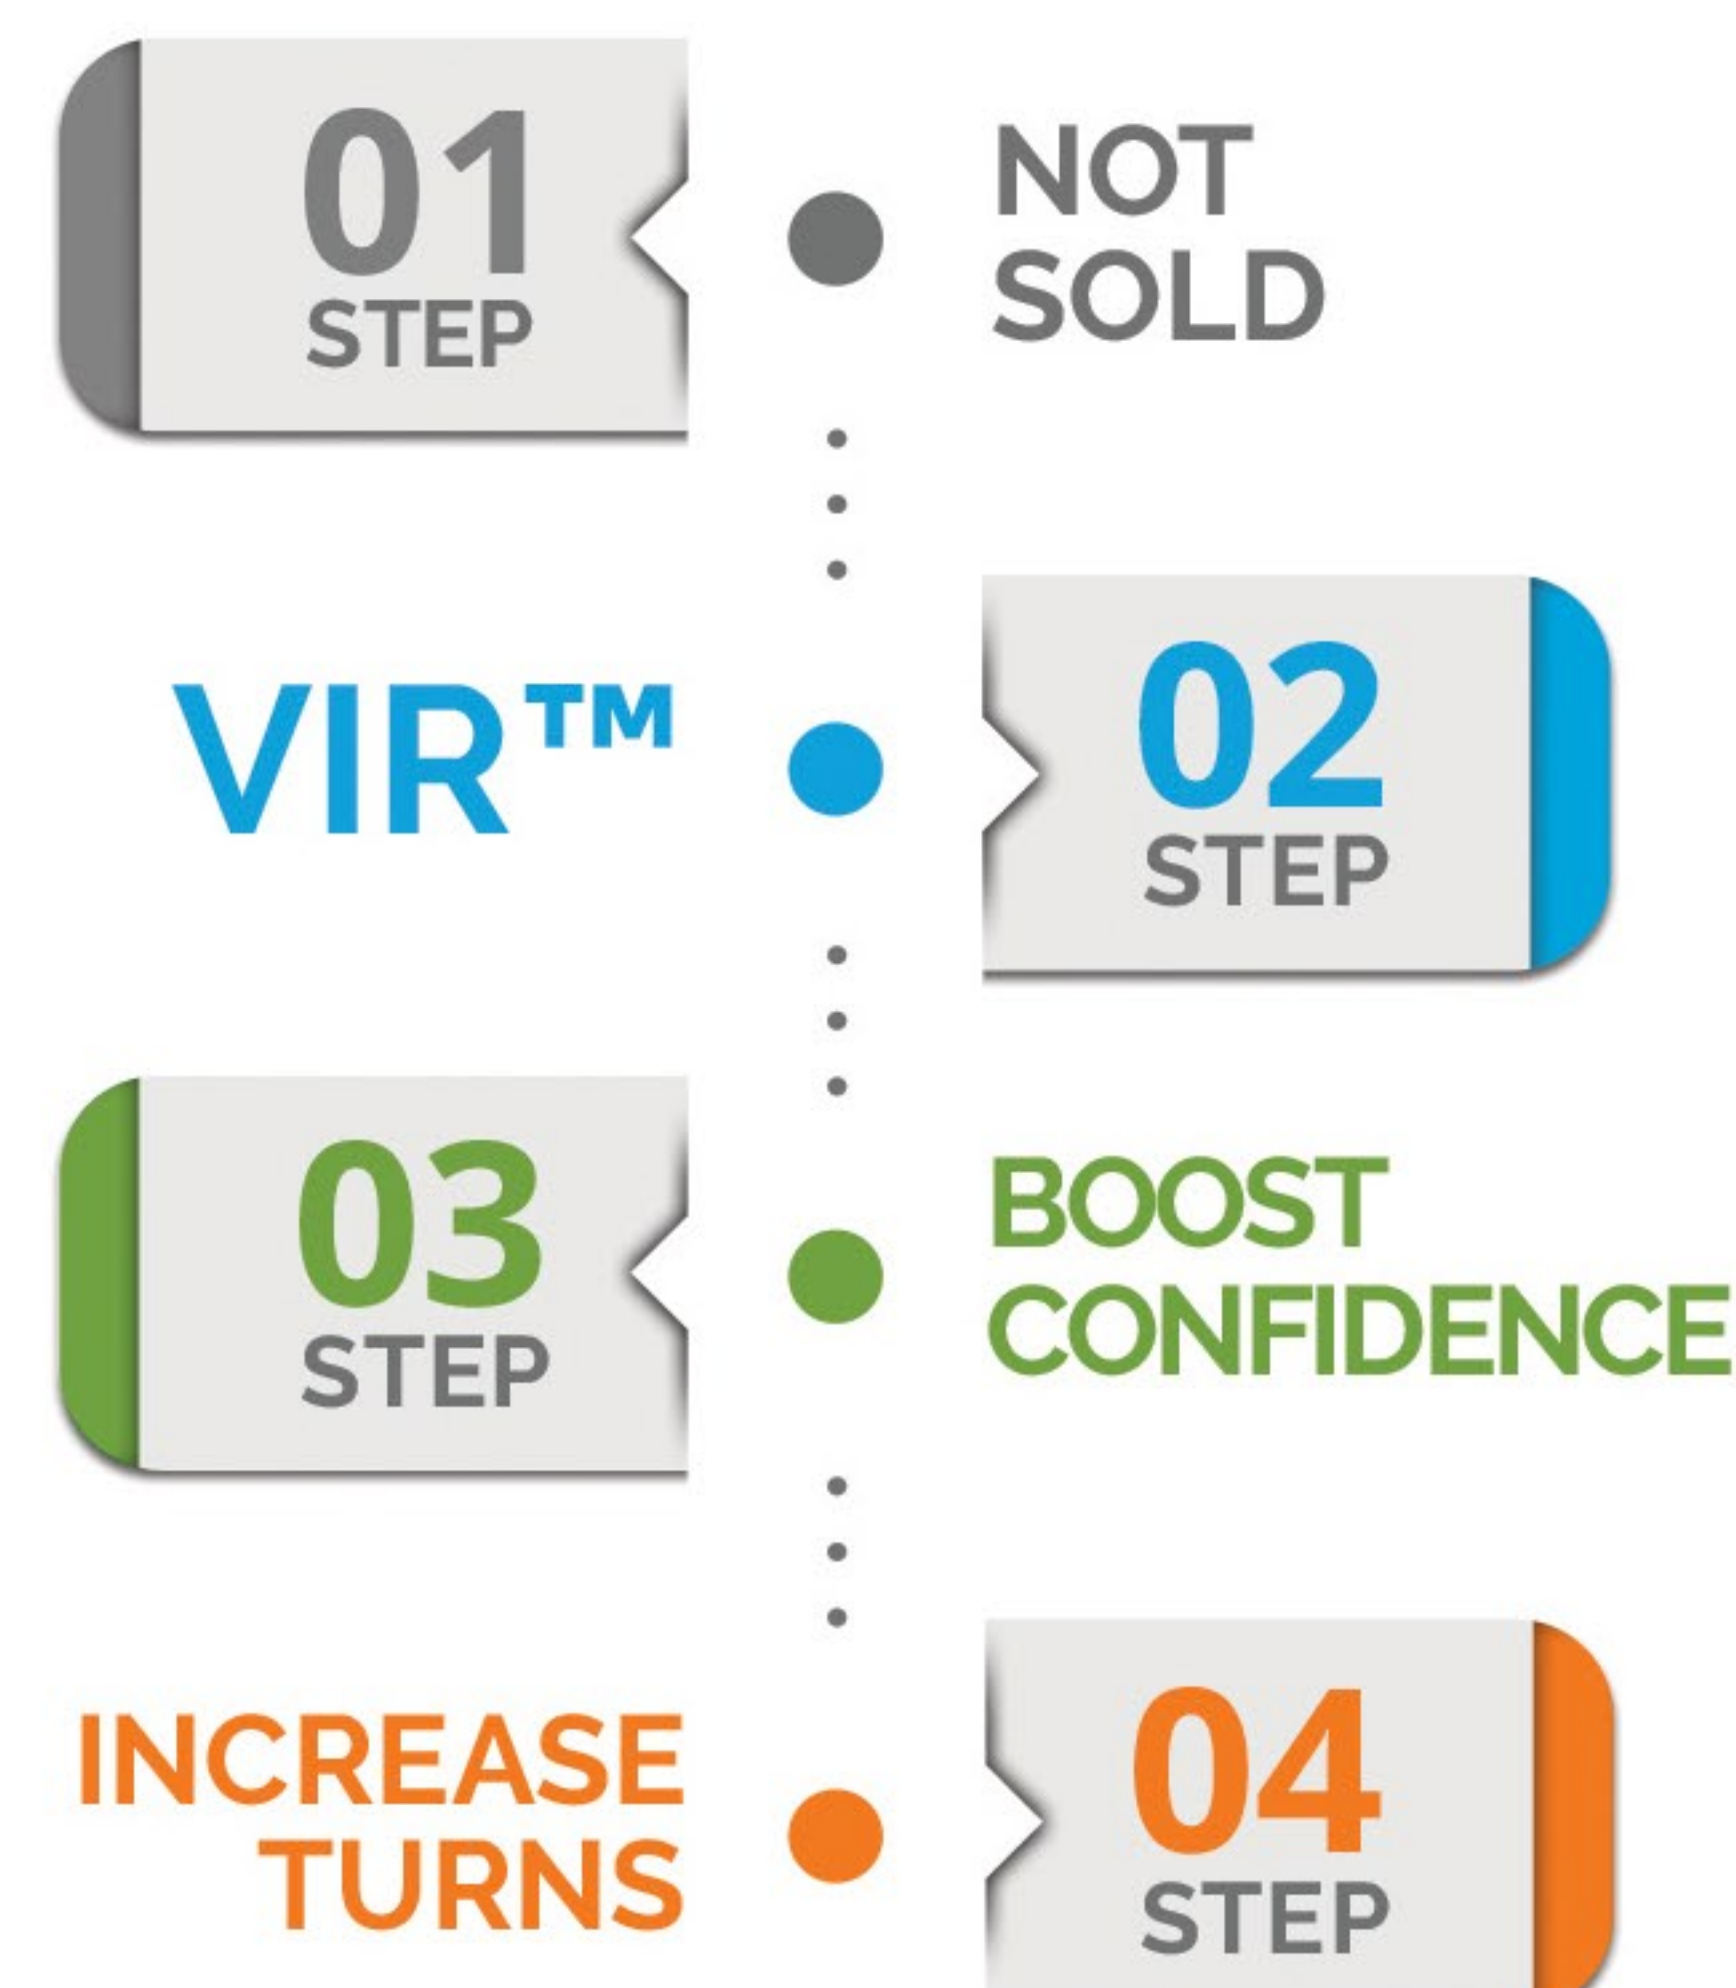 01
STEP
NOT
SOLD
VIR™
02
STEP
03
STEP
BOOST
CONFIDENCE
INCREASE
TURNS
04
STEP